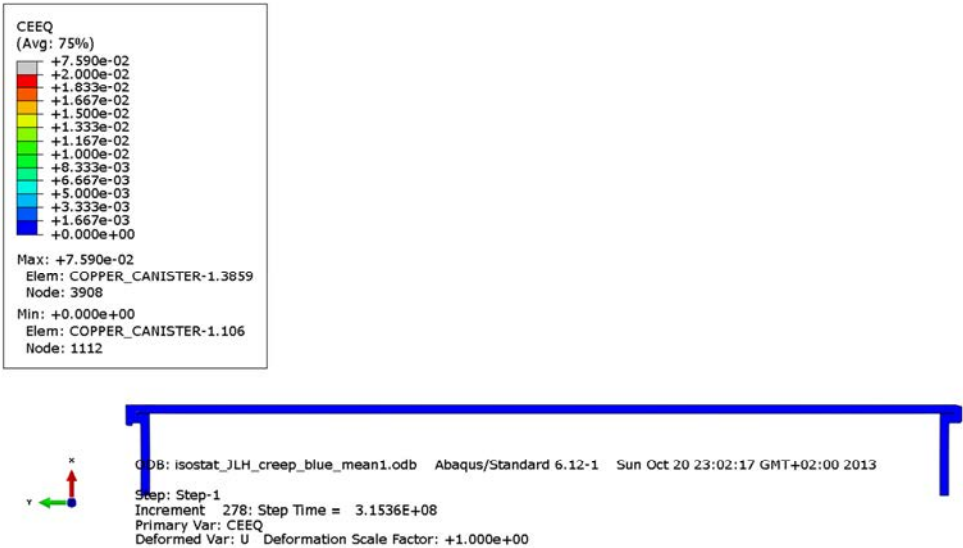 CEEQ
(Avg: 75%)
+7.590e-02
+2.000e-02
+1.833e-02
+1.667e-02
+1.500e-02
+1.333e-02
+1.167e-02
+1.000e-02
+8.333e-03
+6.667e-03
+5.000e-03
+3.333e-03
+1.667e-03
+0.000e+00
Max: +7.590e-02
Elem: COPPER_CANISTER-1.3859
Node: 3908
Min: +0.000e+00
Elem: COPPER_CANISTER-1.106
Node: 1112
X
Y
ODB: isostat_JLH_creep_blue_mean1.odb Abaqus/Standard 6.12-1 Sun Oct 20 23:02:17 GMT+02:00 2013
Step: Step-1
Increment 278: Step Time = 3.1536E+08
Primary Var: CEEQ
Deformed Var: U Deformation Scale Factor: +1.000e+00